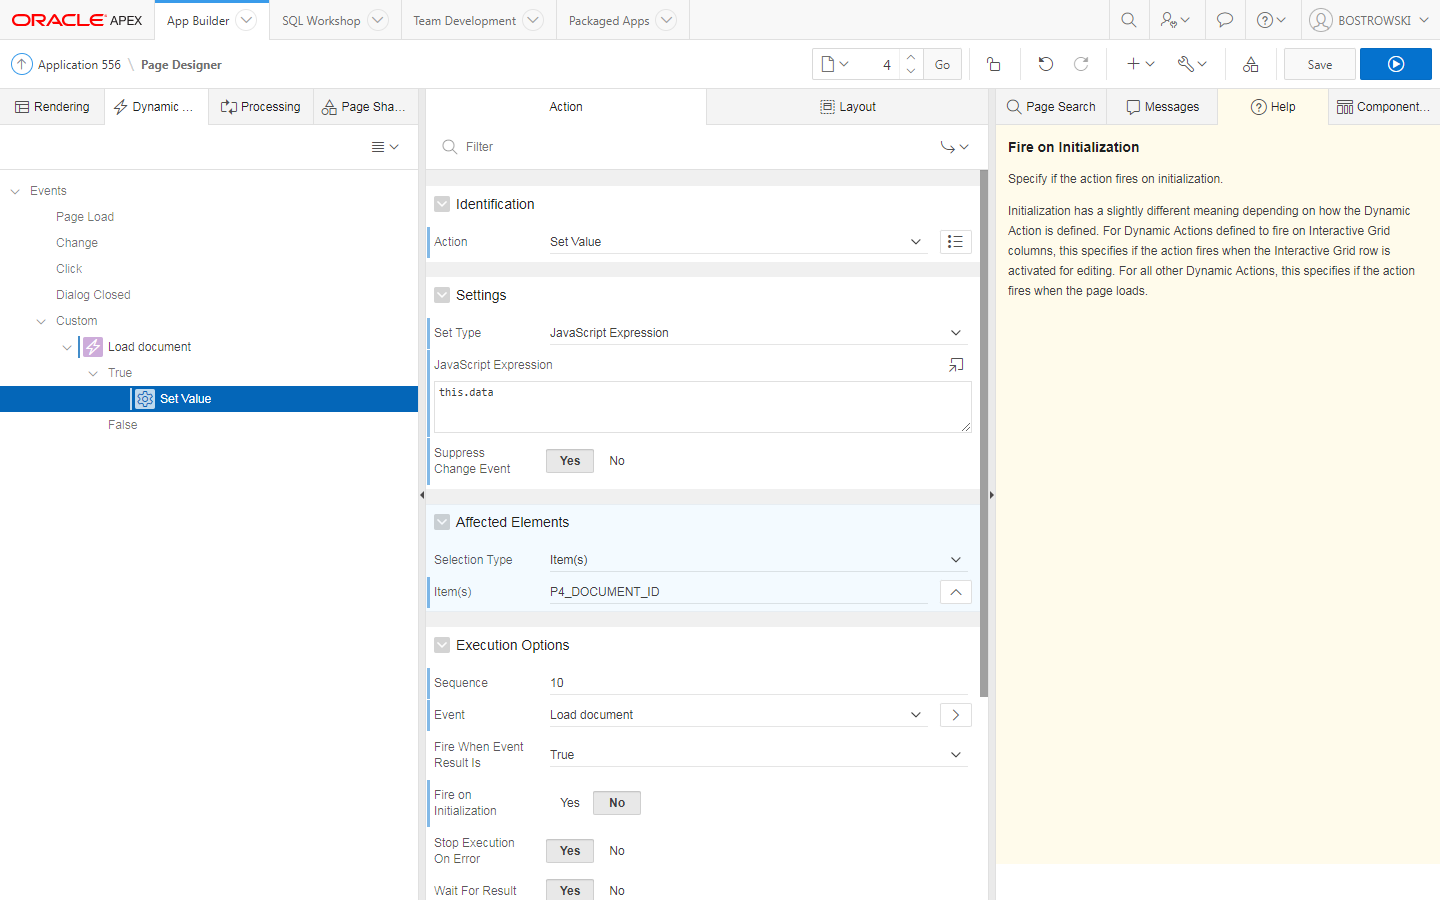 ORACLE APEX
App Builder
SQL Workshop
Team Development
Packaged Apps
BOSTROWSKI
Application 556 \ Page Designer
4
Go
Save
Rendering
Dynamic ...
Processing
Page Sha...
Action
Layout
Page Search
Messages
Help
Component...
Filter
Events
Page Load
Change
Click
Dialog Closed
Custom
Load document
True
Set Value
False
Identification
Action
Set Value
Settings
Set Type
JavaScript Expression
JavaScript Expression
this.data
Suppress
Change Event
Yes
No
Affected Elements
Selection Type
Item(s)
Item(s)
P4_DOCUMENT_ID
Execution Options
Sequence
10
Event
Load document
Fire When Event
Result Is
True
Fire on
Initialization
Yes
No
Stop Execution
On Error
Yes
No
Wait For Result
Yes
No
Fire on Initialization
Specify if the action fires on initialization.
Initialization has a slightly different meaning depending on how the Dynamic
Action is defined. For Dynamic Actions defined to fire on Interactive Grid
columns, this specifies if the action fires when the Interactive Grid row is
activated for editing. For all other Dynamic Actions, this specifies if the action
fires when the page loads.